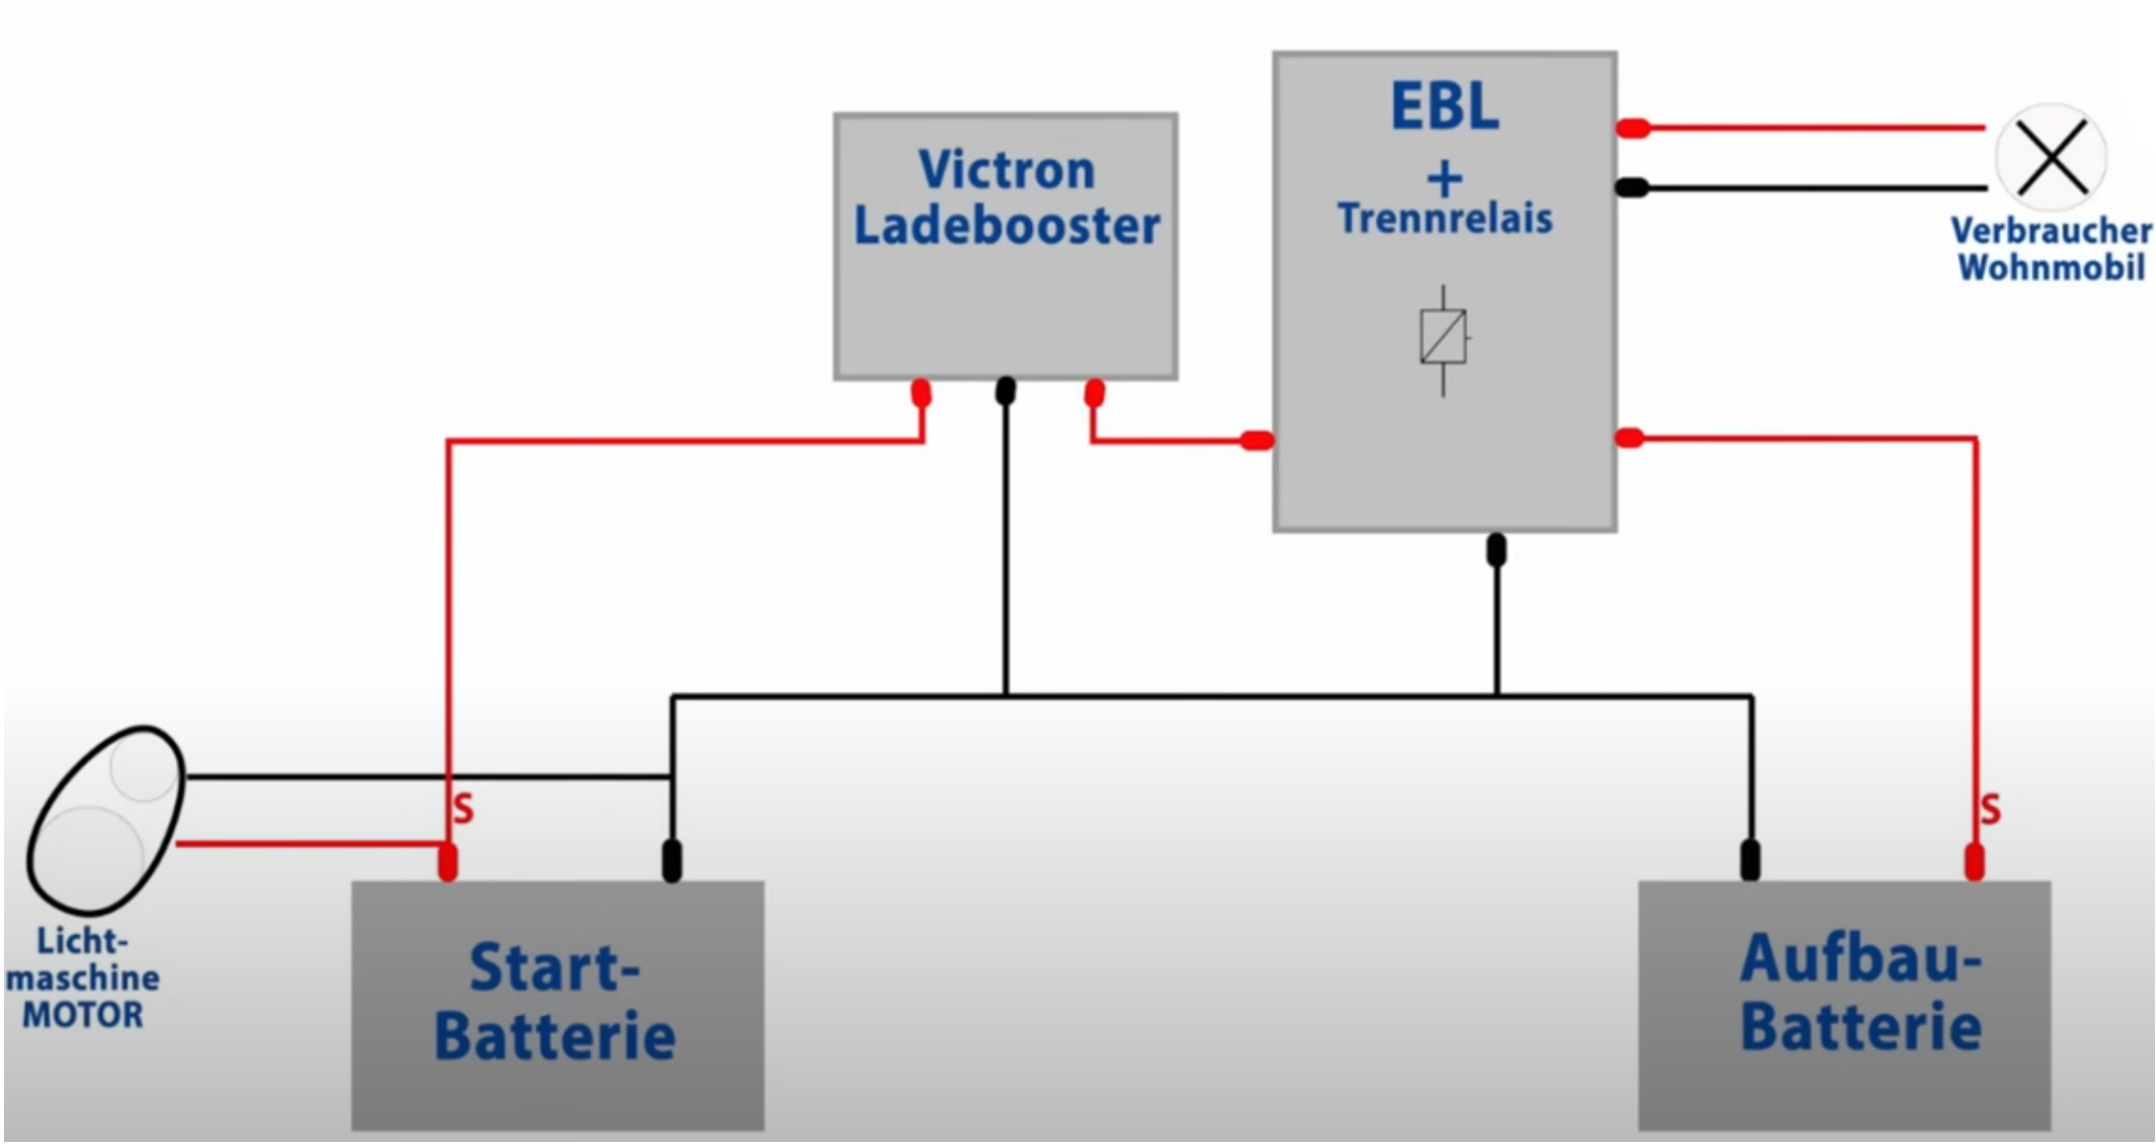 EBL
+
Trennrelais
Victron
Ladebooster
Verbraucher
Wohnmobil
S
S
Licht-
maschine
MOTOR
Start-
Batterie
Aufbau-
Batterie